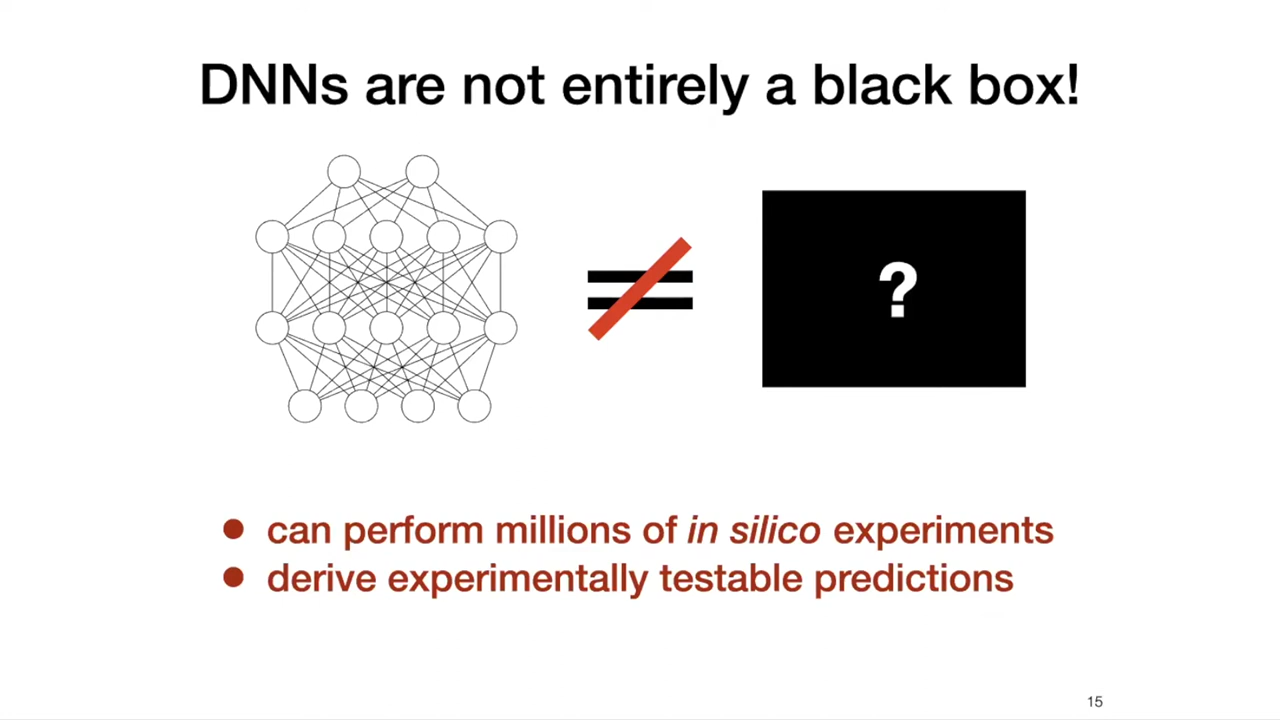 DNNs are not entirely a black box!
?
● can perform millions of in silico experiments
● derive experimentally testable predictions
15